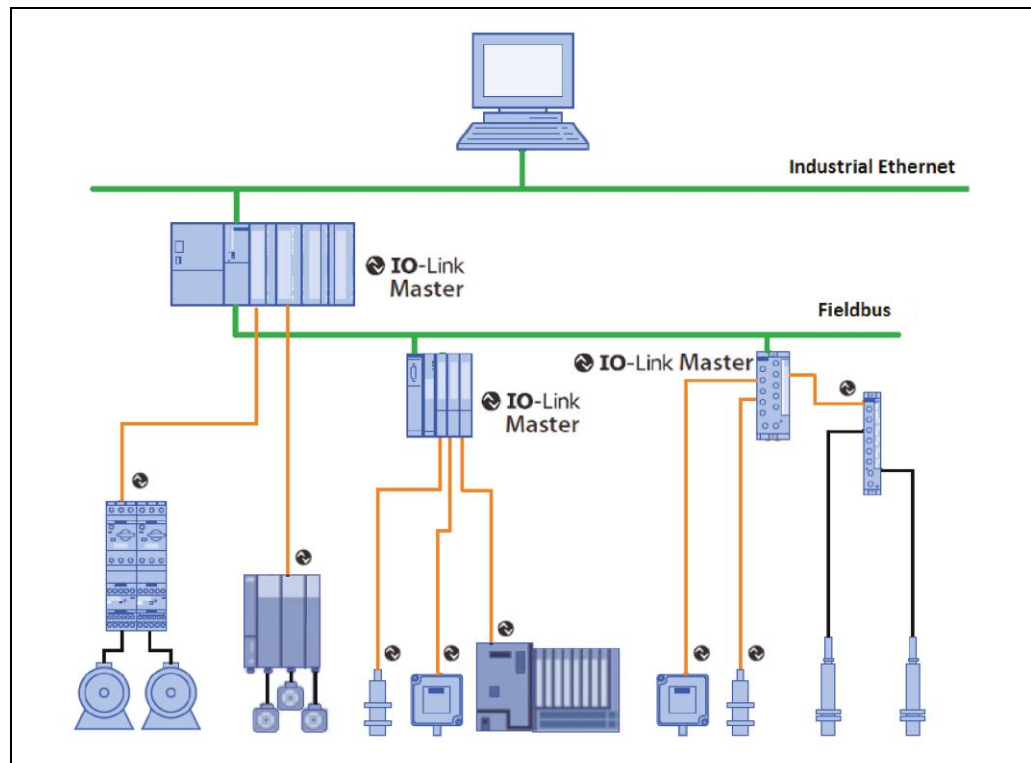 Industrial Ethernet
IO-Link
Master
Fieldbus
IO-Link Master
IO-Link
Master